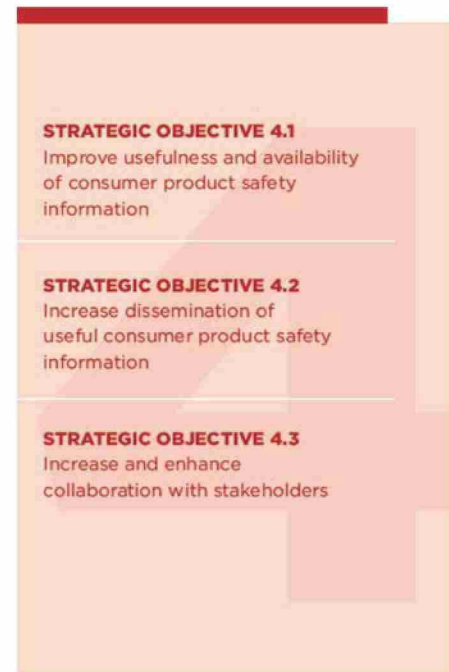 STRATEGIC OBJECTIVE 4.1
Improve usefulness and availability
of consumer product safety
information
STRATEGIC OBJECTIVE 4.2
Increase dissemination of
useful consumer product safety
information
STRATEGIC OBJECTIVE 4.3
Increase and enhance
collaboration with stakeholders
4